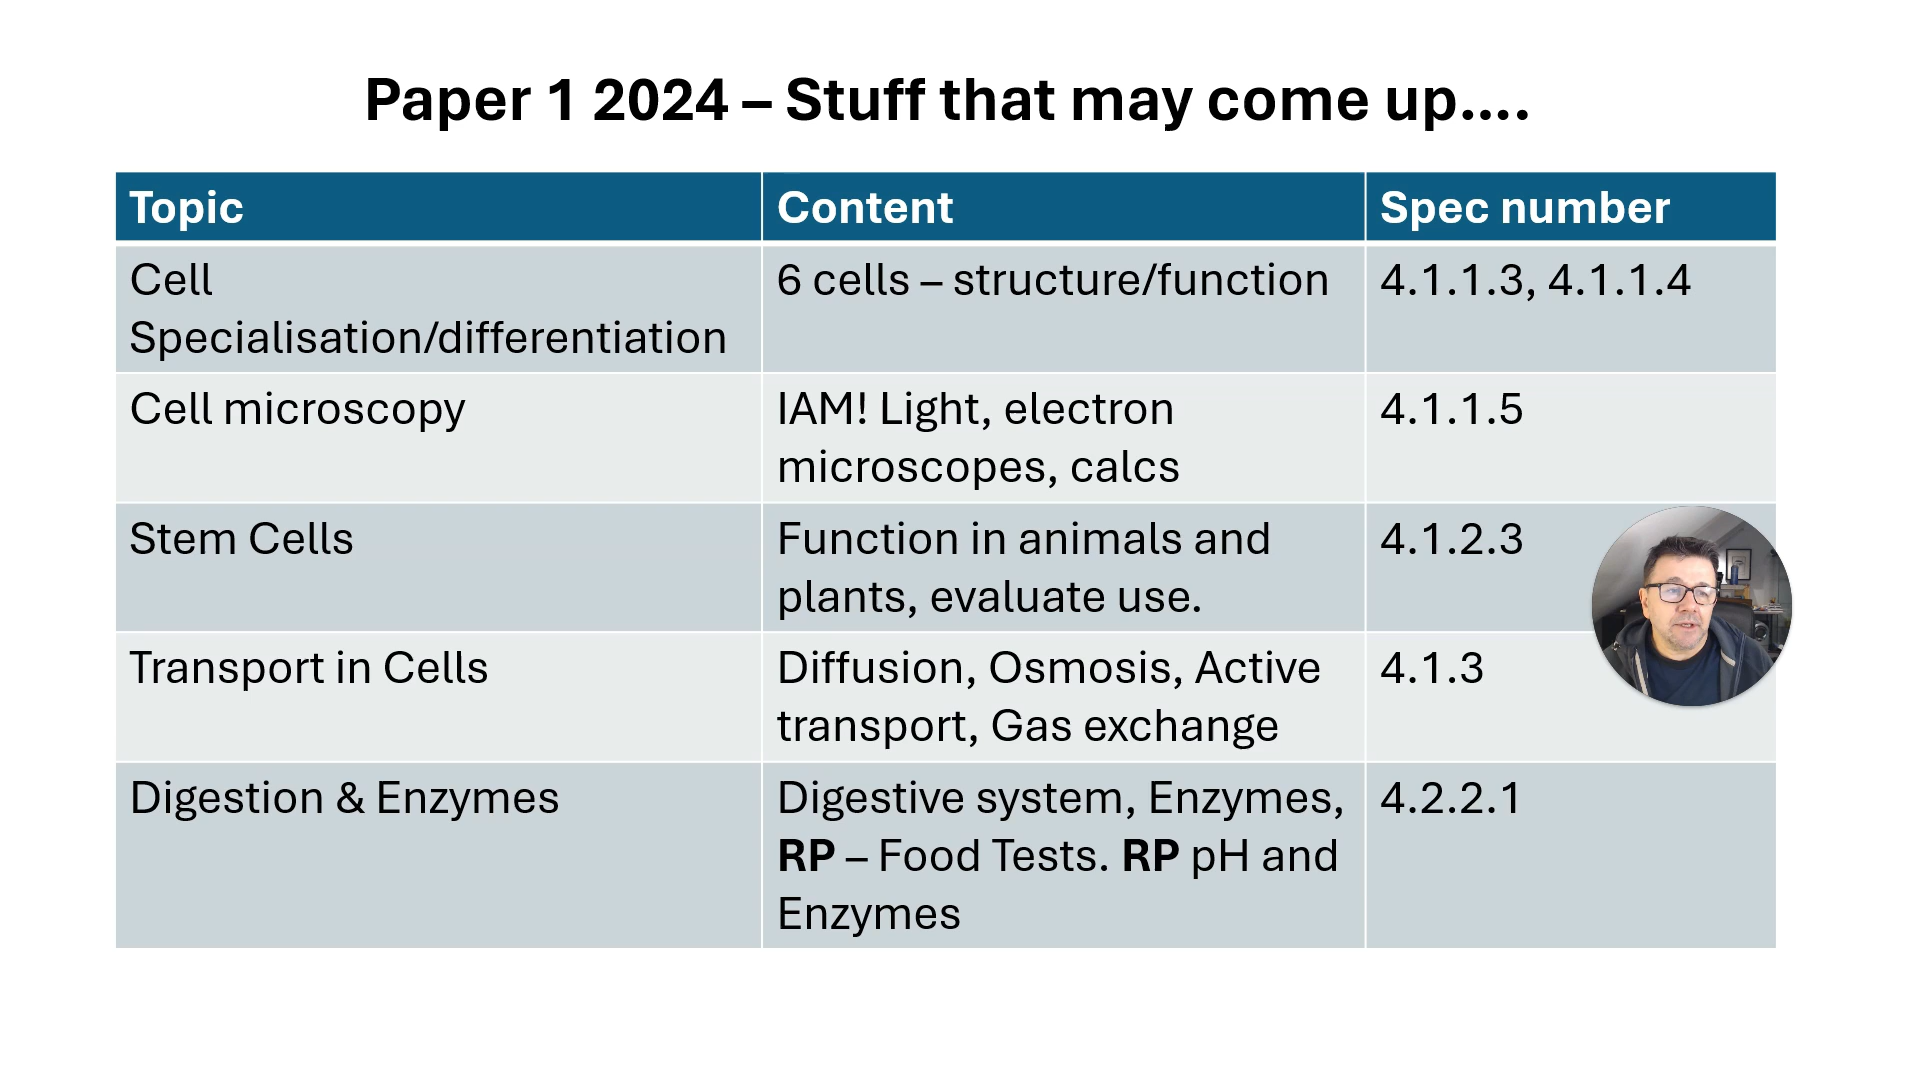 Paper 1 2024 – Stuff that may come up….
Topic
Content
Spec number
Cell
Specialisation/differentiation
6 cells – structure/function
4.1.1.3, 4.1.1.4
Cell microscopy
IAM! Light, electron
microscopes, calcs
4.1.1.5
Stem Cells
Function in animals and
plants, evaluate use.
4.1.2.3
Transport in Cells
Diffusion, Osmosis, Active
transport, Gas exchange
4.1.3
Digestion & Enzymes
Digestive system, Enzymes,
RP – Food Tests. RP pH and
Enzymes
4.2.2.1